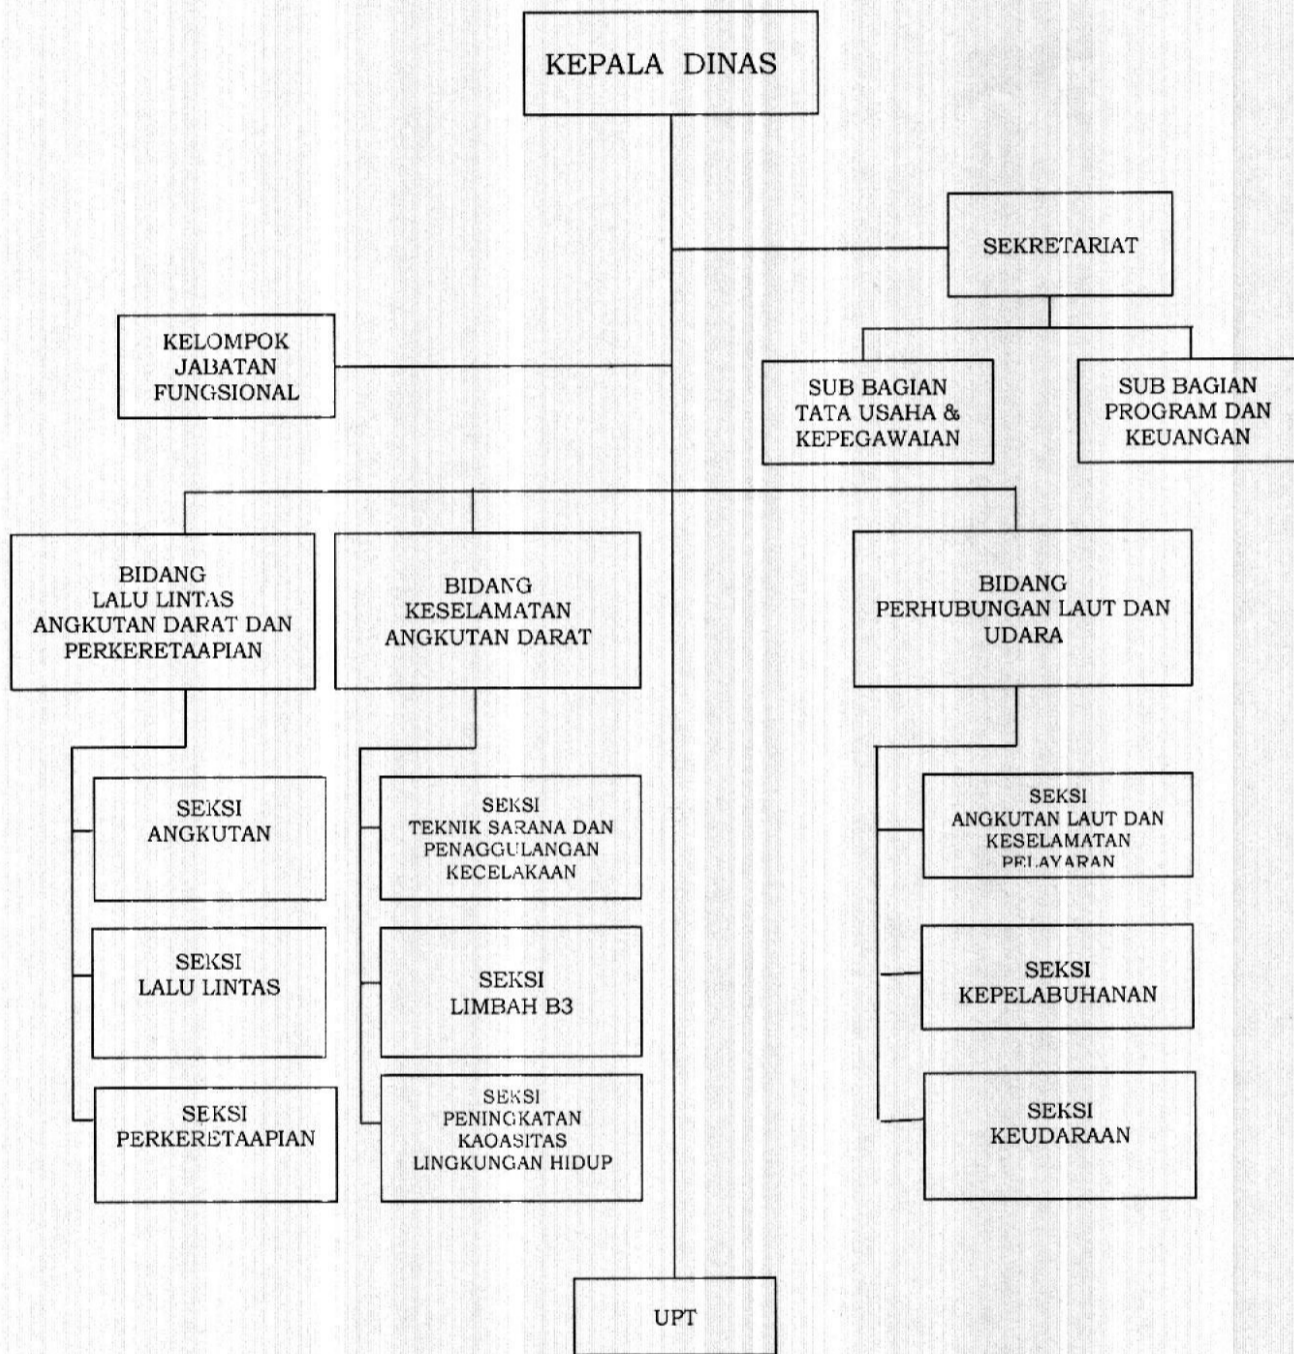 KEPALA DINAS
SEKRETARIAT
KELOMPOK
JABATAN
FUNGSIONAL
SUB BAGIAN
TATA USAHA &
KEPEGAWAIAN
SUB BAGIAN
PROGRAM DAN
KEUANGAN
BIDANG
LALU LINTAS
ANGKUTAN DARAT DAN
PERKERETAAPIAN
BIDANG
KESELAMATAN
ANGKUTAN DARAT
BIDANG
PERHUBUNGAN LAUT DAN
UDARA
SEKSI
ANGKUTAN
SEKSI
TEKNIK SARANA DAN
PENAGGULANGAN
KECELAKAAN
SEKSI
ANGKUTAN LAUT DAN
KESELAMATAN
PELAYARAN
SEKSI
LALU LINTAS
SEKSI
LIMBAH B3
SEKSI
KEPELABUHANAN
SEKSI
PERKERETAAPIAN
SEKSI
PENINGKATAN
KAOASITAS
LINGKUNGAN HIDUP
SEKSI
KEUDARAAN
UPT